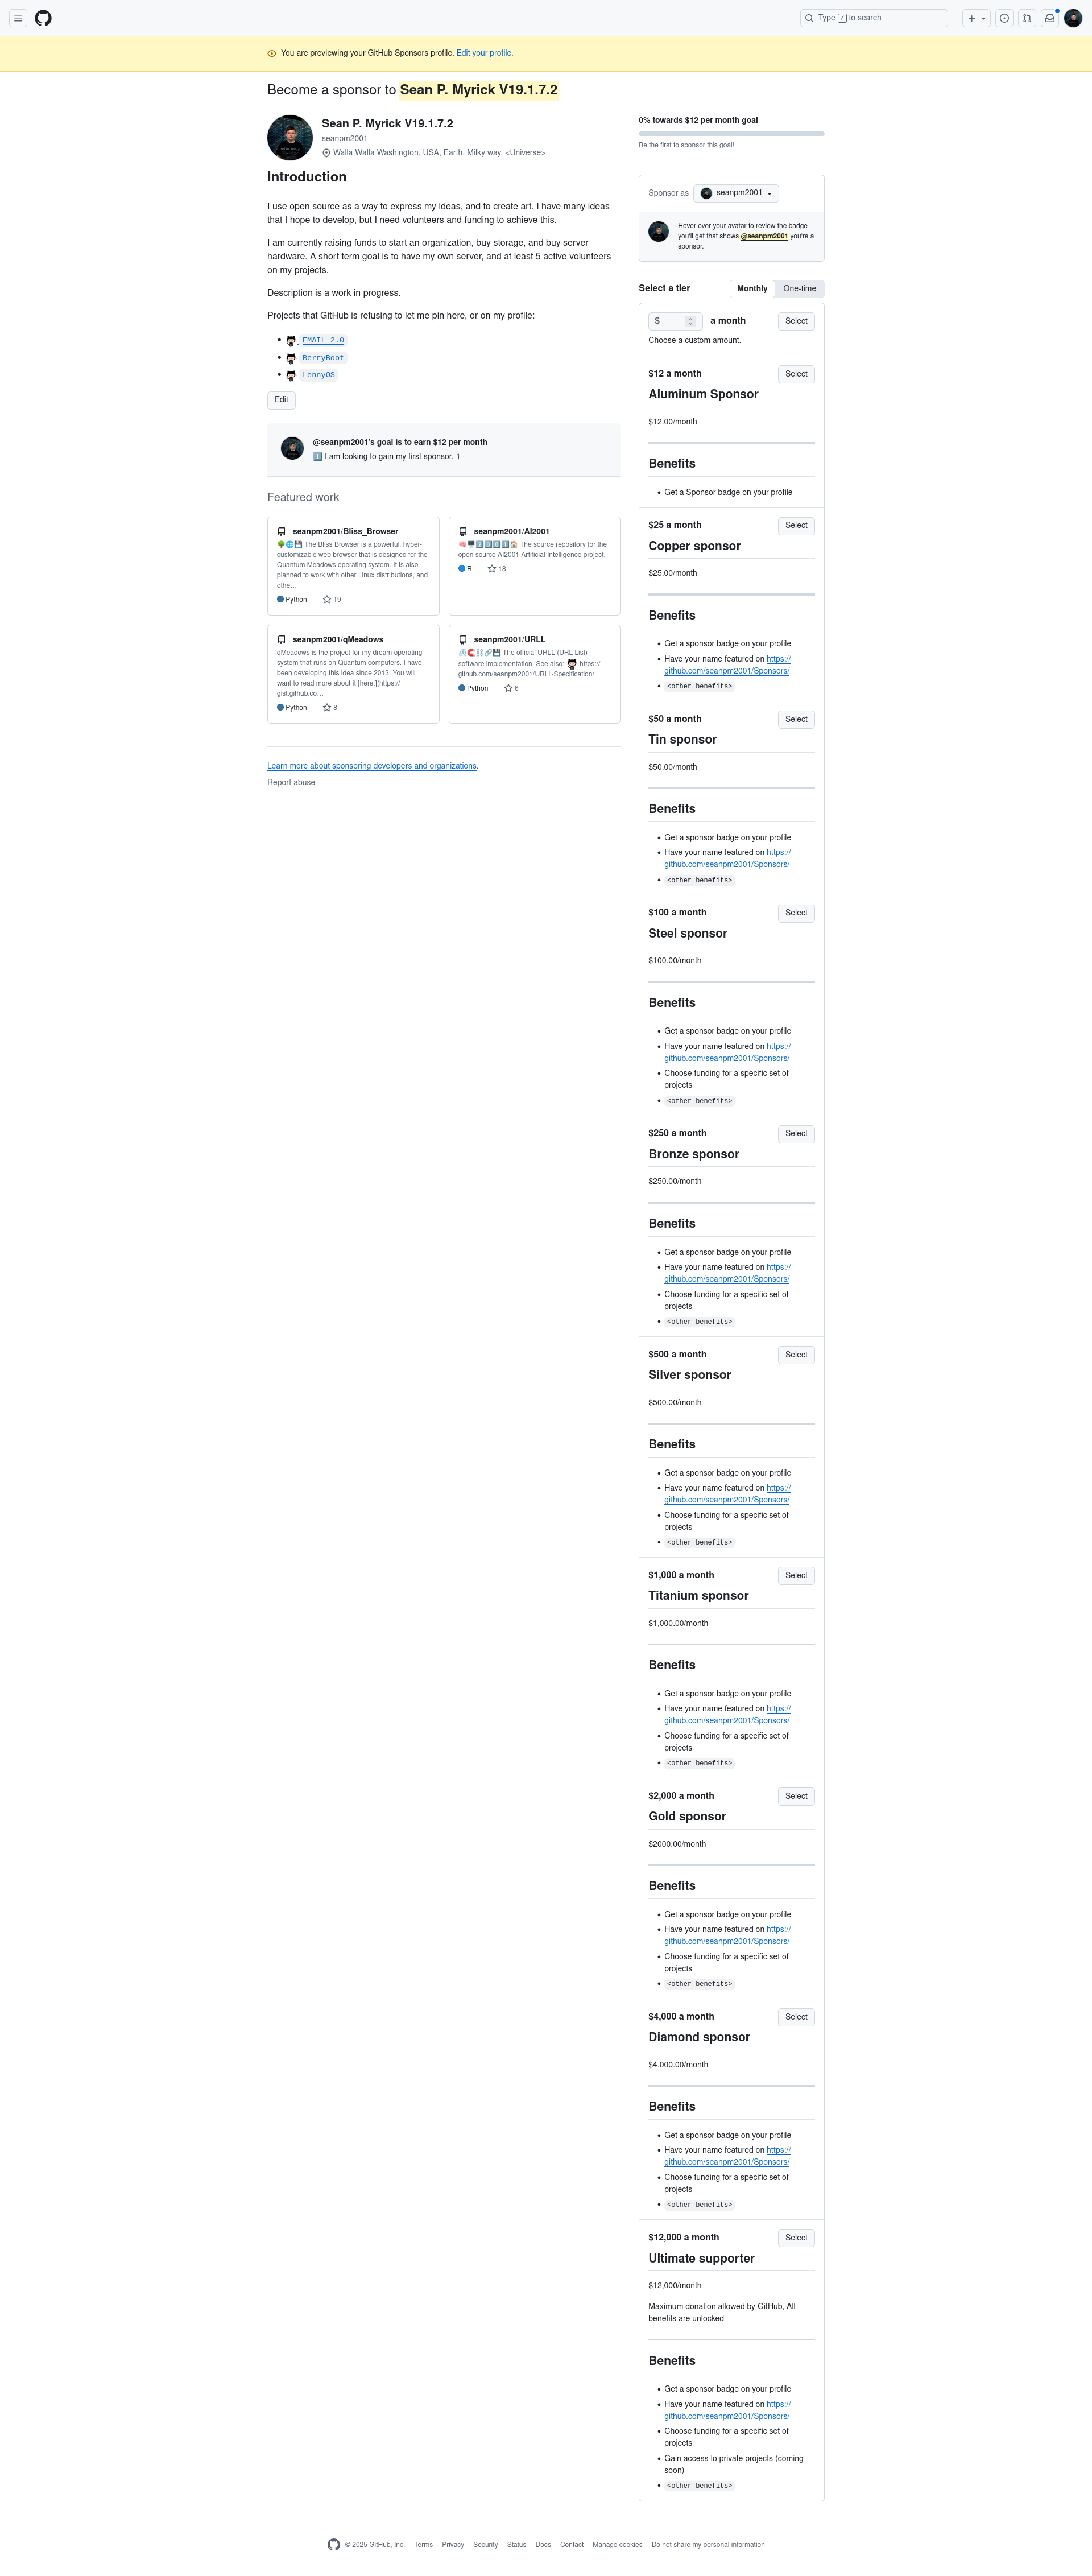 Type / to search
You are previewing your GitHub Sponsors profile. Edit your profile.
Become a sponsor to Sean P. Myrick V19.1.7.2
Sean P. Myrick V19.1.7.2
seanpm2001
Walla Walla Washington, USA, Earth, Milky way, <Universe>
Introduction
I use open source as a way to express my ideas, and to create art. I have many ideas
that I hope to develop, but I need volunteers and funding to achieve this.
I am currently raising funds to start an organization, buy storage, and buy server
hardware. A short term goal is to have my own server, and at least 5 active volunteers
on my projects.
Description is a work in progress.
Projects that GitHub is refusing to let me pin here, or on my profile:
EMAIL 2.0
BerryBoot
LennyOS
Edit
@seanpm2001's goal is to earn $12 per month
1️⃣ I am looking to gain my first sponsor. 1
Featured work
seanpm2001/Bliss_Browser
🌳🌐💾 The Bliss Browser is a powerful, hyper-
customizable web browser that is designed for the
Quantum Meadows operating system. It is also
planned to work with other Linux distributions, and
othe…
Python 19
seanpm2001/AI2001
🧠🖥️2️⃣0️⃣0️⃣1️⃣🏠 The source repository for the
open source AI2001 Artificial Intelligence project.
R 18
seanpm2001/qMeadows
qMeadows is the project for my dream operating
system that runs on Quantum computers. I have
been developing this idea since 2013. You will
want to read more about it [here.](https://
gist.github.co…
Python 8
seanpm2001/URLL
🖇️🧲⛓️🔗💾 The official URLL (URL List)
software implementation. See also: https://
github.com/seanpm2001/URL-Specification/
Python 6
Learn more about sponsoring developers and organizations.
Report abuse
0% towards $12 per month goal
Be the first to sponsor this goal!
Sponsor as seanpm2001
Hover over your avatar to review the badge
you'll get that shows @seanpm2001 you're a
sponsor.
Select a tier Monthly One-time
$ a month Select
Choose a custom amount.
$12 a month Select
Aluminum Sponsor
$12.00/month
Benefits
Get a Sponsor badge on your profile
$25 a month Select
Copper sponsor
$25.00/month
Benefits
Get a sponsor badge on your profile
Have your name featured on https://
github.com/seanpm2001/Sponsors/
<other benefits>
$50 a month Select
Tin sponsor
$50.00/month
Benefits
Get a sponsor badge on your profile
Have your name featured on https://
github.com/seanpm2001/Sponsors/
<other benefits>
$100 a month Select
Steel sponsor
$100.00/month
Benefits
Get a sponsor badge on your profile
Have your name featured on https://
github.com/seanpm2001/Sponsors/
Choose funding for a specific set of
projects
<other benefits>
$250 a month Select
Bronze sponsor
$250.00/month
Benefits
Get a sponsor badge on your profile
Have your name featured on https://
github.com/seanpm2001/Sponsors/
Choose funding for a specific set of
projects
<other benefits>
$500 a month Select
Silver sponsor
$500.00/month
Benefits
Get a sponsor badge on your profile
Have your name featured on https://
github.com/seanpm2001/Sponsors/
Choose funding for a specific set of
projects
<other benefits>
$1,000 a month Select
Titanium sponsor
$1,000.00/month
Benefits
Get a sponsor badge on your profile
Have your name featured on https://
github.com/seanpm2001/Sponsors/
Choose funding for a specific set of
projects
<other benefits>
$2,000 a month Select
Gold sponsor
$2000.00/month
Benefits
Get a sponsor badge on your profile
Have your name featured on https://
github.com/seanpm2001/Sponsors/
Choose funding for a specific set of
projects
<other benefits>
$4,000 a month Select
Diamond sponsor
$4.000.00/month
Benefits
Get a sponsor badge on your profile
Have your name featured on https://
github.com/seanpm2001/Sponsors/
Choose funding for a specific set of
projects
<other benefits>
$12,000 a month Select
Ultimate supporter
$12,000/month
Maximum donation allowed by GitHub, All
benefits are unlocked
Benefits
Get a sponsor badge on your profile
Have your name featured on https://
github.com/seanpm2001/Sponsors/
Choose funding for a specific set of
projects
Gain access to private projects (coming
soon)
<other benefits>
© 2025 GitHub, Inc. Terms Privacy Security Status Docs Contact Manage cookies Do not share my personal information